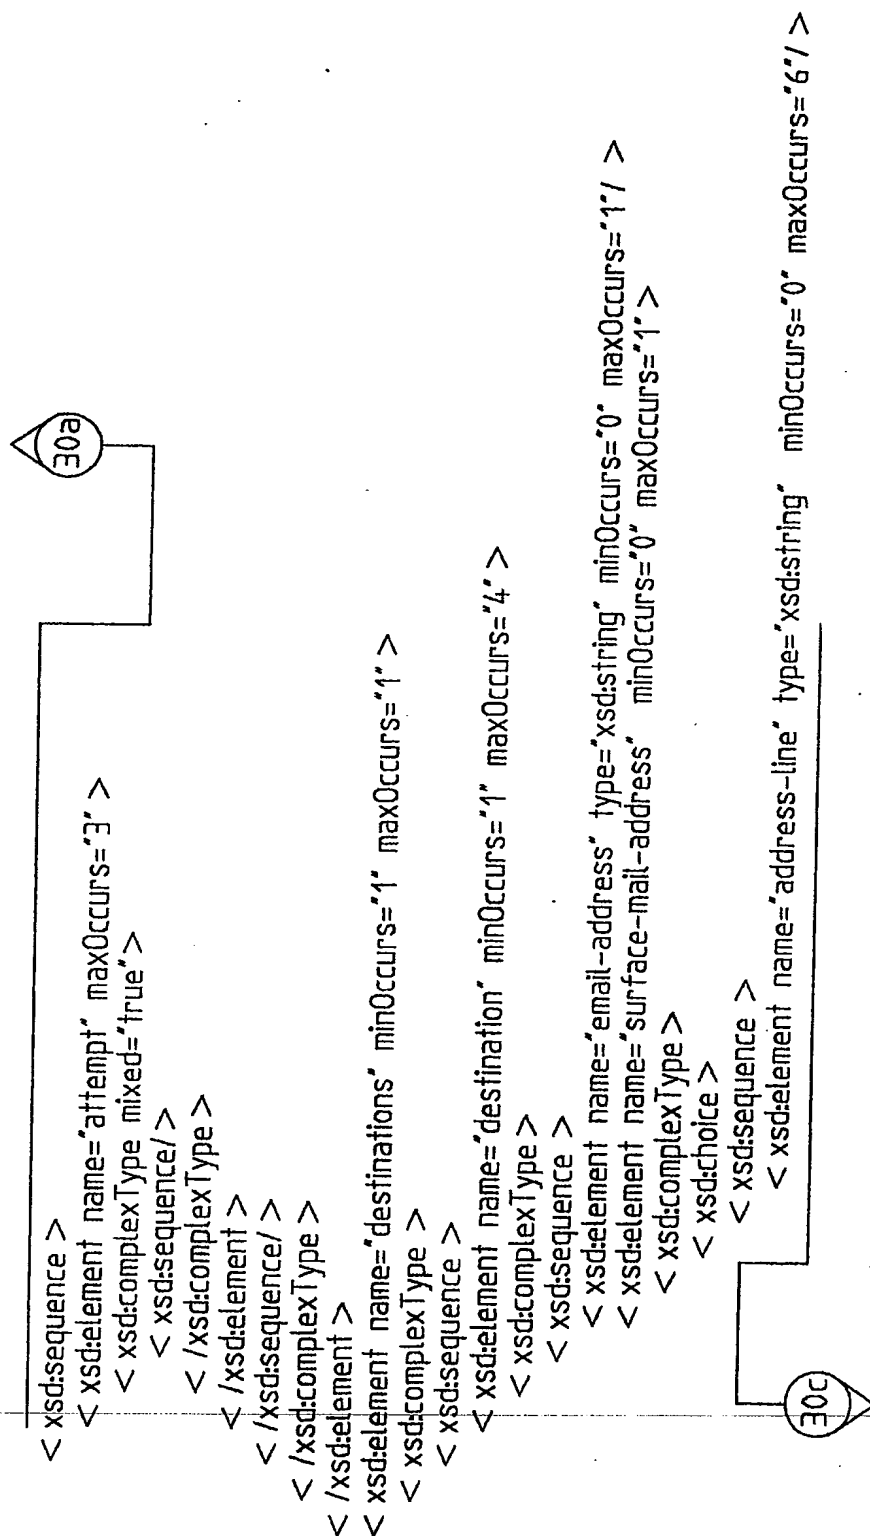 30a
< xsd:sequence >
< xsd:element name="attempt" maxOccurs="3" >
< xsd:complexType mixed="true">
< xsd:sequence/ >
< /xsd:complexType >
< /xsd:element >
< /xsd:sequence/ >
< /xsd:complexType >
< /xsd:element >
< xsd:element name="destinations" minOccurs="1" maxOccurs="1" >
< xsd:complexType >
< xsd:sequence >
< xsd:element name="destination" minOccurs="1" maxOccurs="4" >
< xsd:complexType >
< xsd:sequence >
< xsd:element name="email-address" type="xsd:string" minOccurs="0" maxOccurs="1"/ >
< xsd:element name="surface-mail-address" minOccurs="0" maxOccurs="1" >
< xsd:complexType >
< xsd:choice >
< xsd:sequence >
< xsd:element name="address-line" type="xsd:string" minOccurs="0" maxOccurs="6"/ >
30c